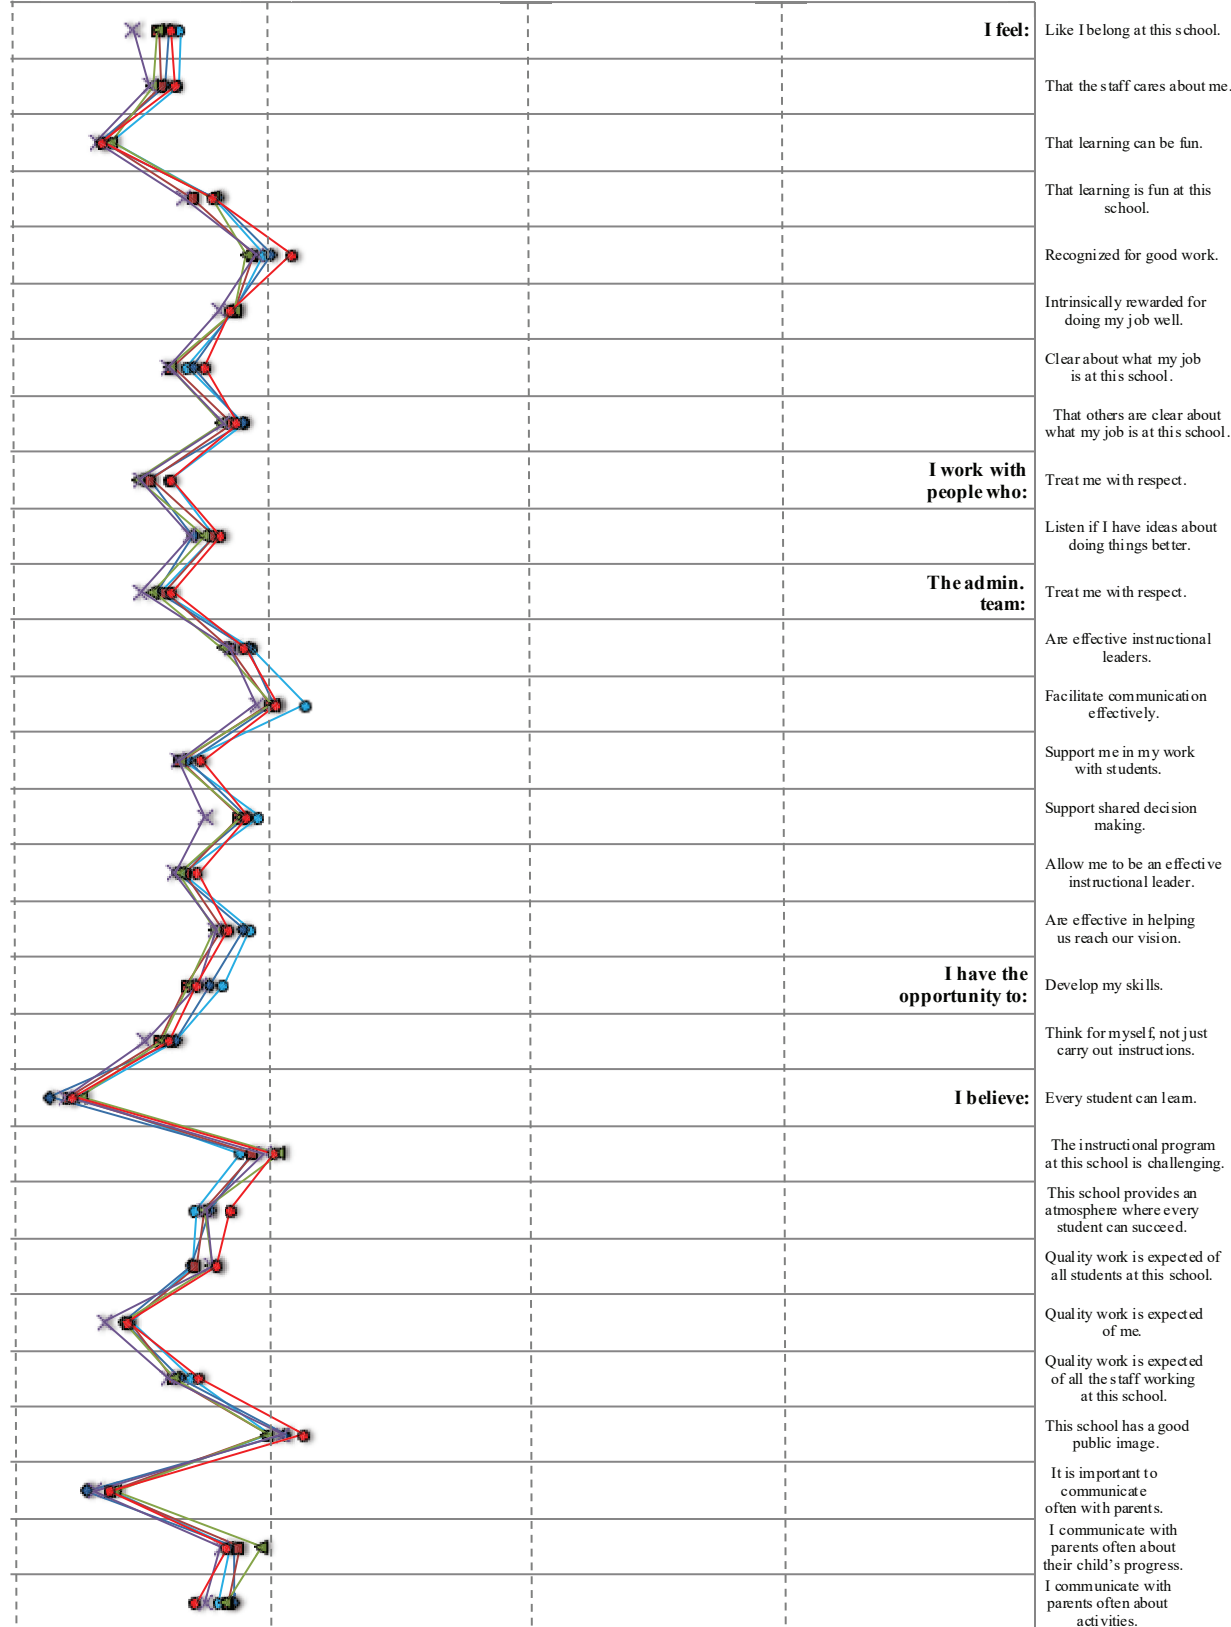 I feel:
Like I belong at this school.
That the staff cares about me.
That learning can be fun.
That learning is fun at this
school.
Recognized for good work.
Intrinsically rewarded for
doing my job well.
Clear about what my job
is at this school.
That others are clear about
what my job is at this school.
I work with
people who:
Treat me with respect.
Listen if I have ideas about
doing things better.
The admin.
team:
Treat me with respect.
Are effective instructional
leaders.
Facilitate communication
effectively.
Support me in my work
with students.
Support shared decision
making.
Allow me to be an effective
instructional leader.
Are effective in helping
us reach our vision.
I have the
opportunity to:
Develop my skills.
Think for myself, not just
carry out instructions.
I believe:
Every student can learn.
The instructional program
at this school is challenging.
This school provides an
atmosphere where every
student can succeed.
Quality work is expected of
all students at this school.
Quality work is expected
of me.
Quality work is expected
of all the staff working
at this school.
This school has a good
public image.
It is important to
communicate
often with parents.
I communicate with
parents often about
their child's progress.
I communicate with
parents often about
activities.